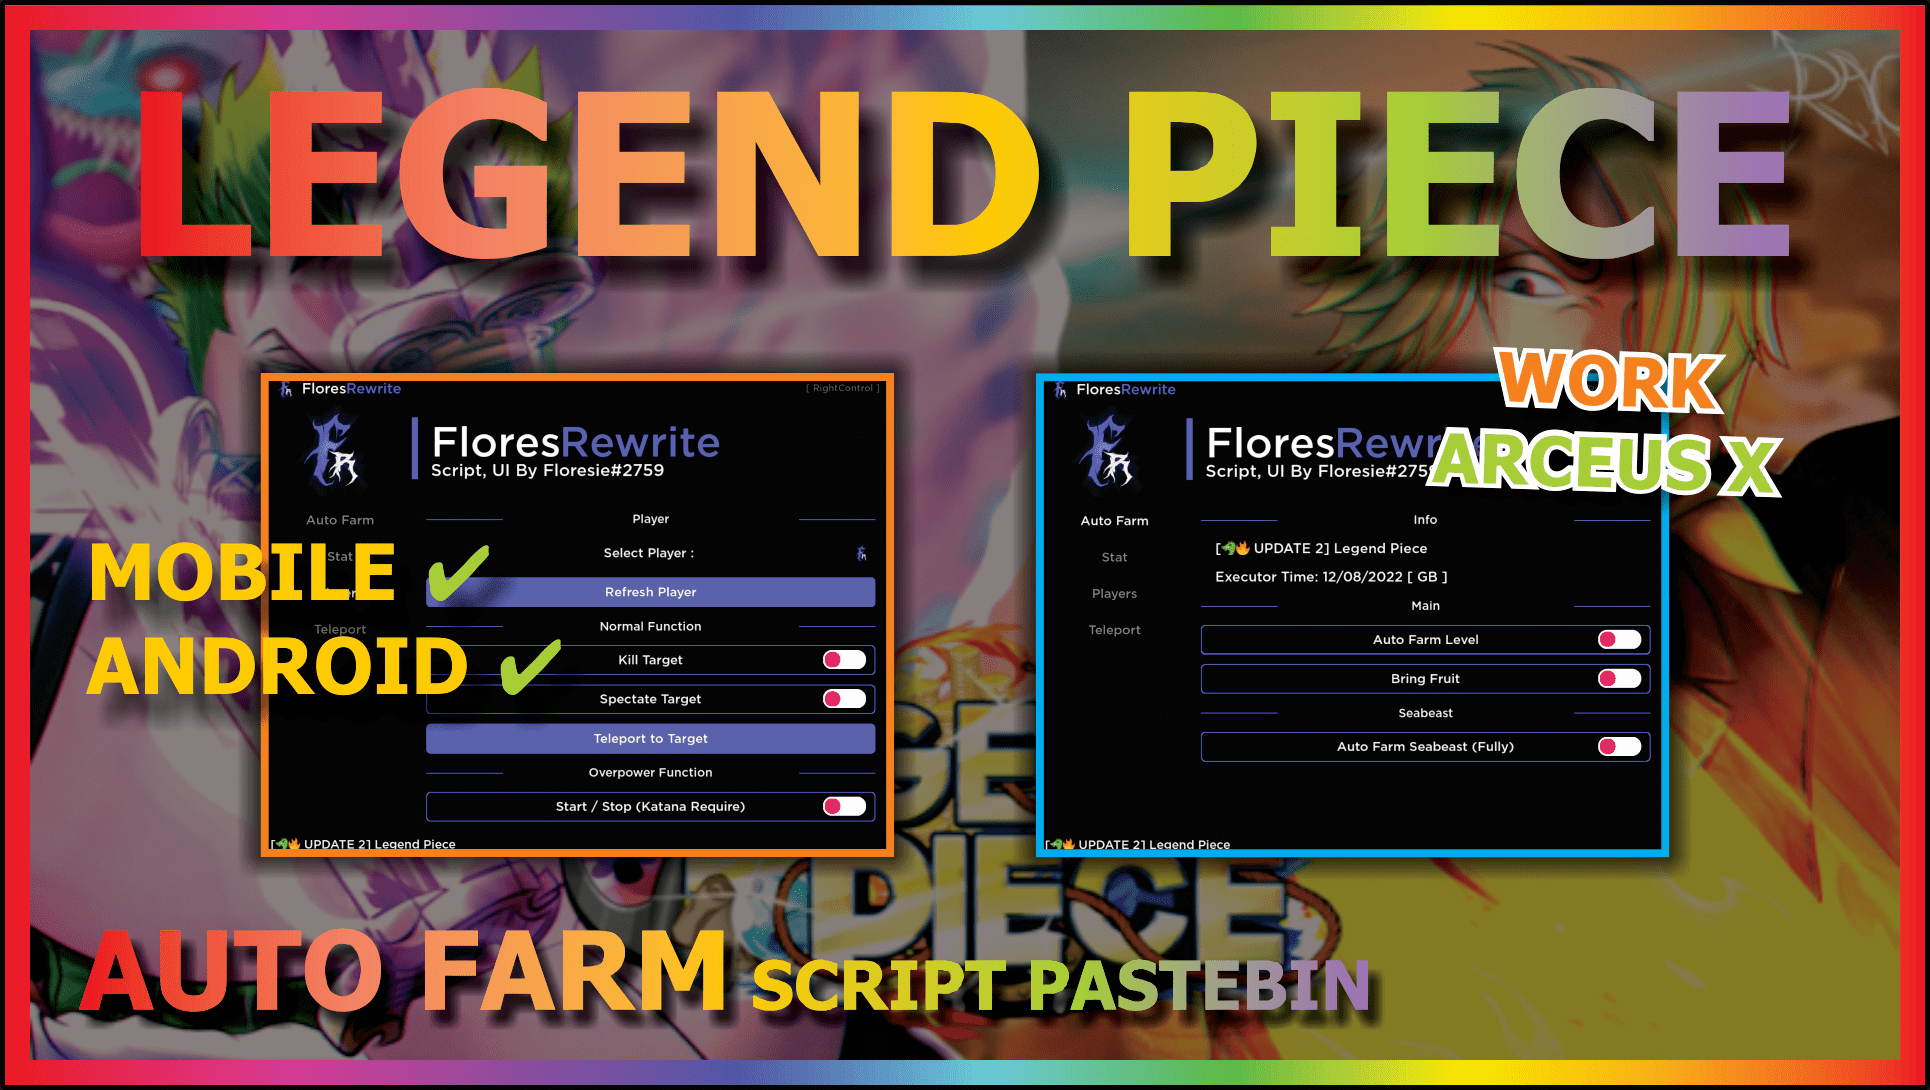 LEGEND PIECE
FloresRewrite
[ RightControl ]
FloresRewrite
Script, UI By Floresie#2759
Auto Farm
Stat
Teleport
Player
Select Player :
Refresh Player
Normal Function
Kill Target
Spectate Target
Teleport to Target
Overpower Function
Start / Stop (Katana Require)
[🐲🔥 UPDATE 2] Legend Piece
MOBILE ✔
ANDROID ✔
FloresRewrite
FloresRew
Script, UI By Floresie#275
Auto Farm
Stat
Players
Teleport
Info
[🐲🔥 UPDATE 2] Legend Piece
Executor Time: 12/08/2022 [ GB ]
Main
Auto Farm Level
Bring Fruit
Seabeast
Auto Farm Seabeast (Fully)
[🐲🔥 UPDATE 2] Legend Piece
WORK
ARCEUS X
PIECE
AUTO FARM SCRIPT PASTEBIN